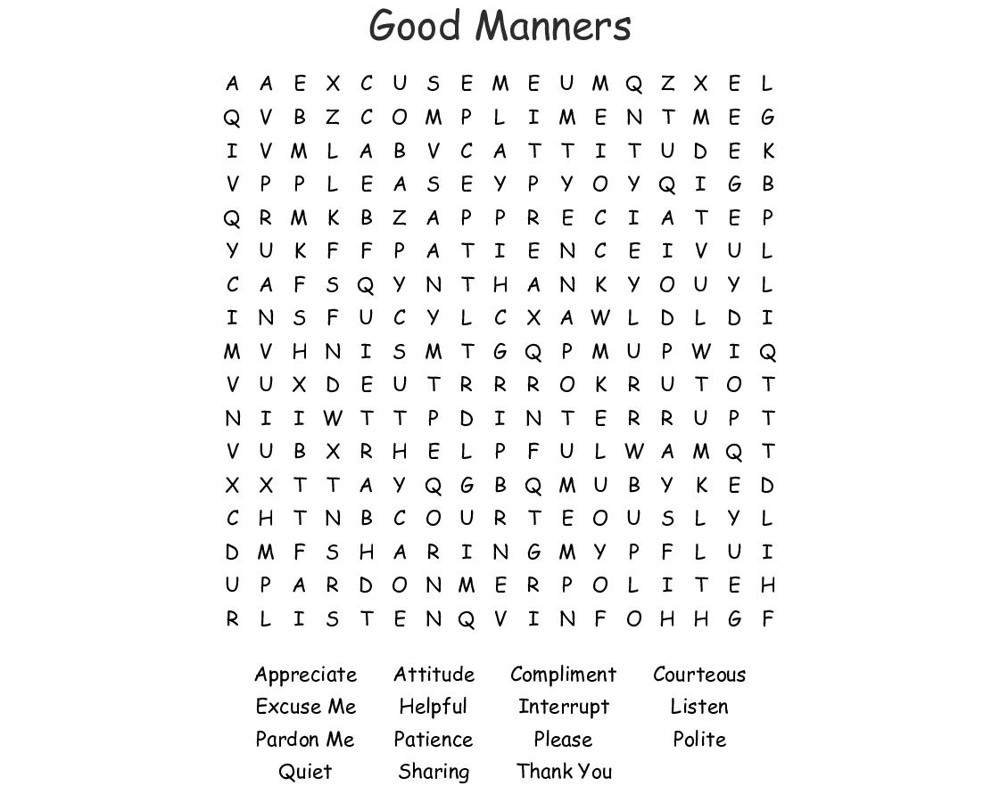 Good Manners
A A E X C U S E M E U M Q Z X E L
Q V B Z C O M P L I M E N T M E G
I V M L A B V C A T T I T U D E K
V P P L E A S E Y P Y O Y Q I G B
Q R M K B Z A P P R E C I A T E P
Y U K F F P A T I E N C E I V U L
C A F S Q Y N T H A N K Y O U Y L
I N S F U C Y L C X A W L D L D I
M V H N I S M T G Q P M U P W I Q
V U X D E U T R R R O K R U T O T
N I I W T T P D I N T E R R U P T
V U B X R H E L P F U L W A M Q T
X X T T A Y Q G B Q M U B Y K E D
C H T N B C O U R T E O U S L Y L
D M F S H A R I N G M Y P F L U I
U P A R D O N M E R P O L I T E H
R L I S T E N Q V I N F O H H G F
Appreciate Attitude Compliment Courteous
Excuse Me Helpful Interrupt Listen
Pardon Me Patience Please Polite
Quiet Sharing Thank You